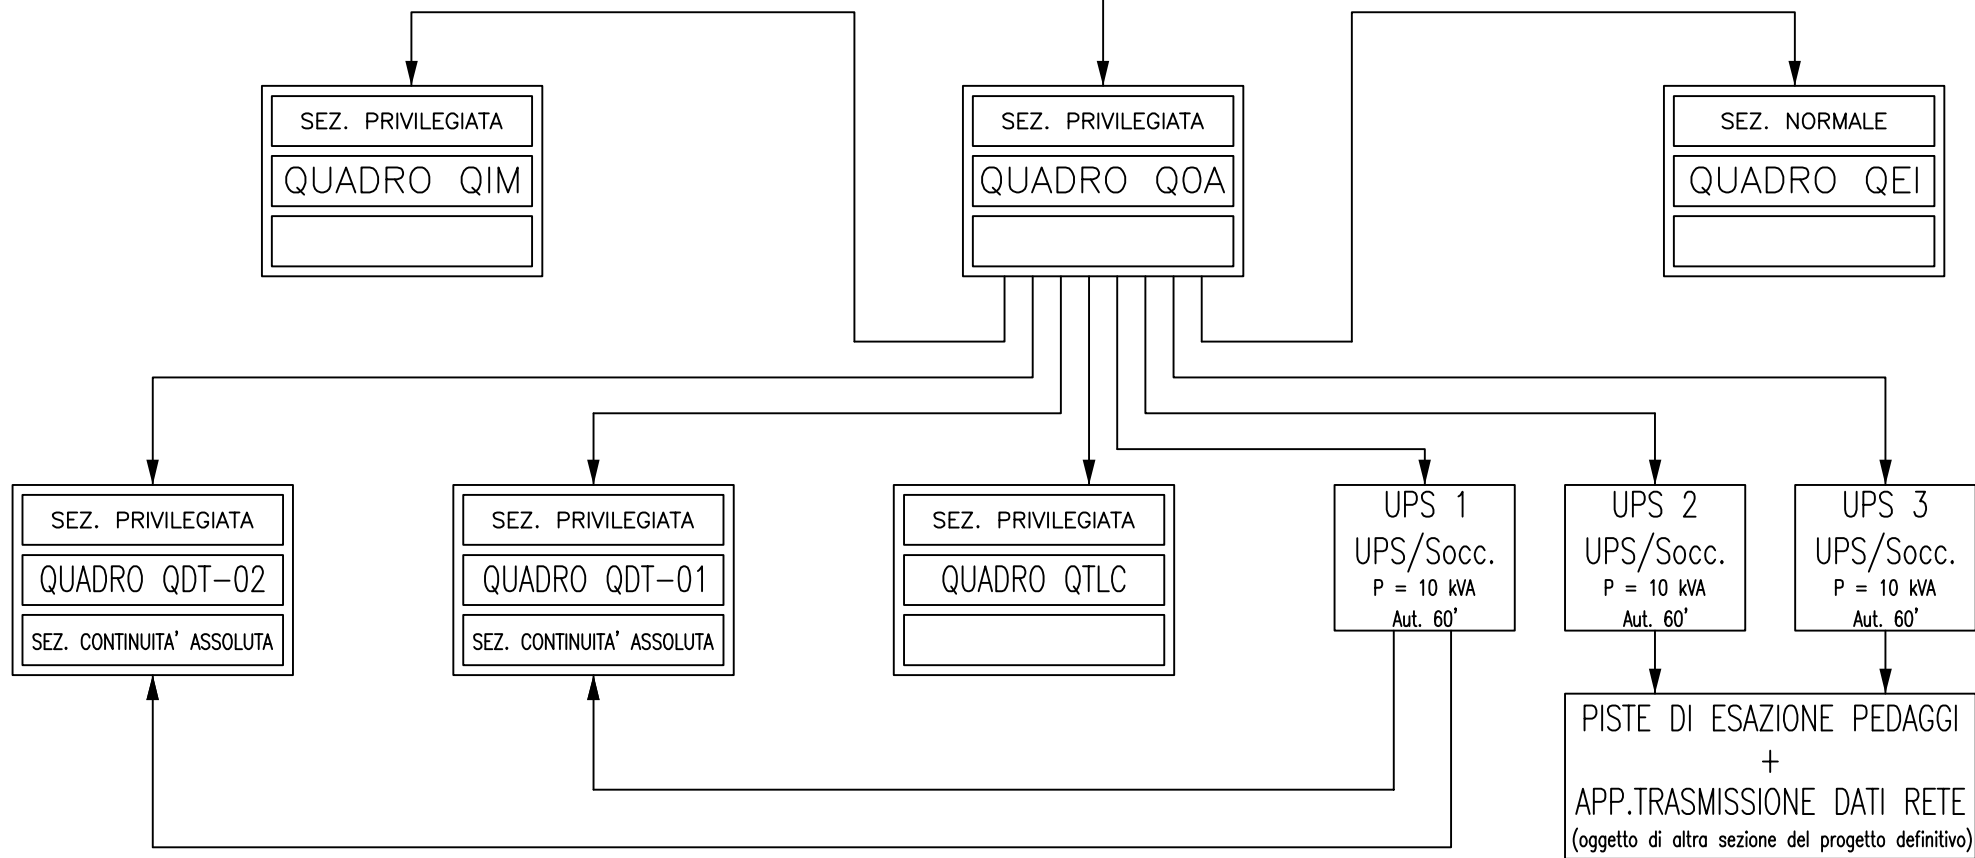 SEZ. PRIVILEGIATA
QUADRO QIM
SEZ. PRIVILEGIATA
QUADRO QOA
SEZ. NORMALE
QUADRO QEI
SEZ. PRIVILEGIATA
QUADRO QDT-02
SEZ. CONTINUITA' ASSOLUTA
SEZ. PRIVILEGIATA
QUADRO QDT-01
SEZ. CONTINUITA' ASSOLUTA
SEZ. PRIVILEGIATA
QUADRO QTLC
UPS 1
UPS/Socc.
P = 10 kVA
Aut. 60'
UPS 2
UPS/Socc.
P = 10 kVA
Aut. 60'
UPS 3
UPS/Socc.
P = 10 kVA
Aut. 60'
PISTE DI ESAZIONE PEDAGGI
+
APP.TRASMISSIONE DATI RETE
(oggetto di altra sezione del progetto definitivo)